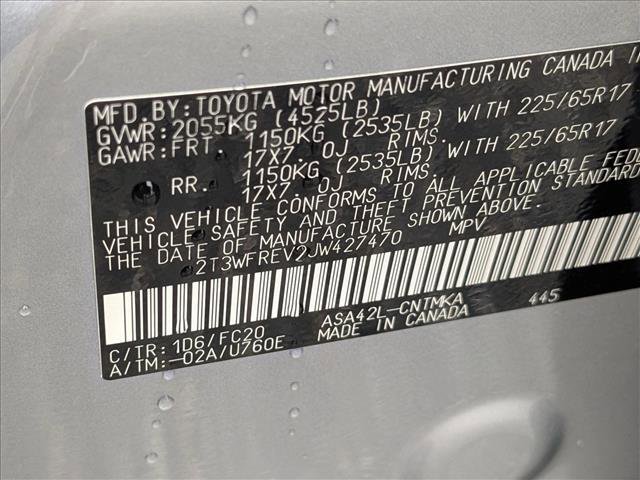 MFD.BY:TOYOTA MOTOR MANUFACTURING CANADA
GVWR:2055KG (4525LB)
GAWR:FRT. 1150KG (2535LB) WITH 225/65R17
17X7.0J RIMS.
RR. 1150KG (2535LB) WITH 225/65R17
17X7.0J RIMS.
THIS VEHICLE CONFORMS TO ALL APPLICABLE
VEHICLE SAFETY AND THEFT PREVENTION STANDARD
THE DATE OF MANUFACTURE SHOWN ABOVE.
2T3WFREV2JW427470 MPV
C/TR:1D6/FC20 ASA42L-CNTMKA 445
A/TM:-02A/U760E MADE IN CANADA